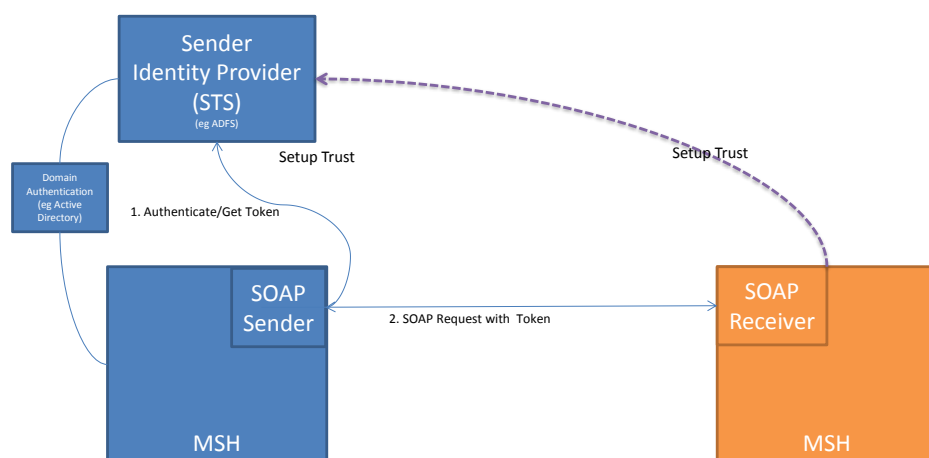 Sender
Identity Provider
(STS)
(eg ADFS)
Setup Trust
Setup Trust
Domain
Authentication
(eg Active
Directory)
1. Authenticate/Get Token
SOAP
Sender
2. SOAP Request with Token
SOAP
Receiver
MSH
MSH